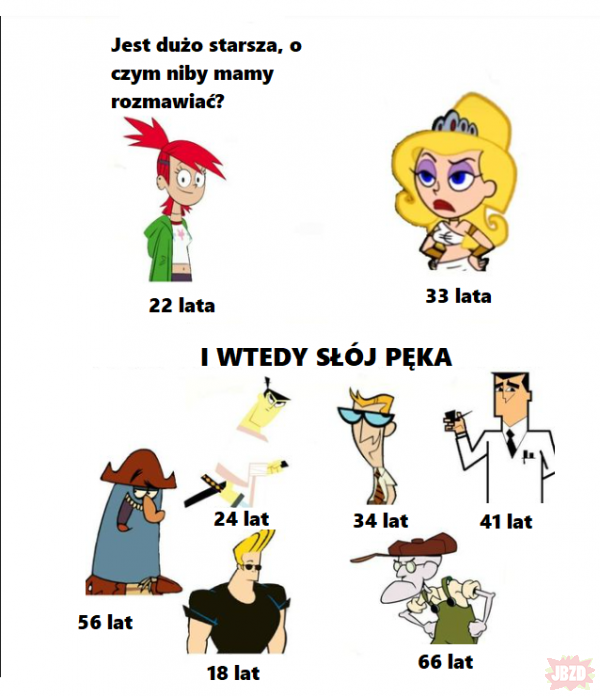 Jest dużo starsza, o
czym niby mamy
rozmawiać?
22 lata
33 lata
I WTEDY SŁÓJ PĘKA
24 lat
34 lat
41 lat
56 lat
18 lat
66 lat
JBZD